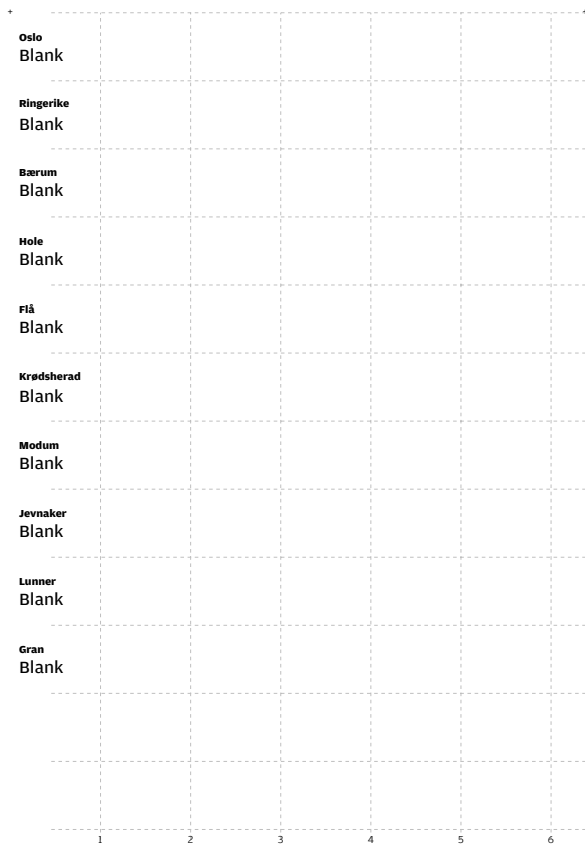 Oslo
Blank
Ringerike
Blank
Bærum
Blank
Hole
Blank
Flå
Blank
Krødsherad
Blank
Modum
Blank
Jevnaker
Blank
Lunner
Blank
Gran
Blank
1 2 3 4 5 6